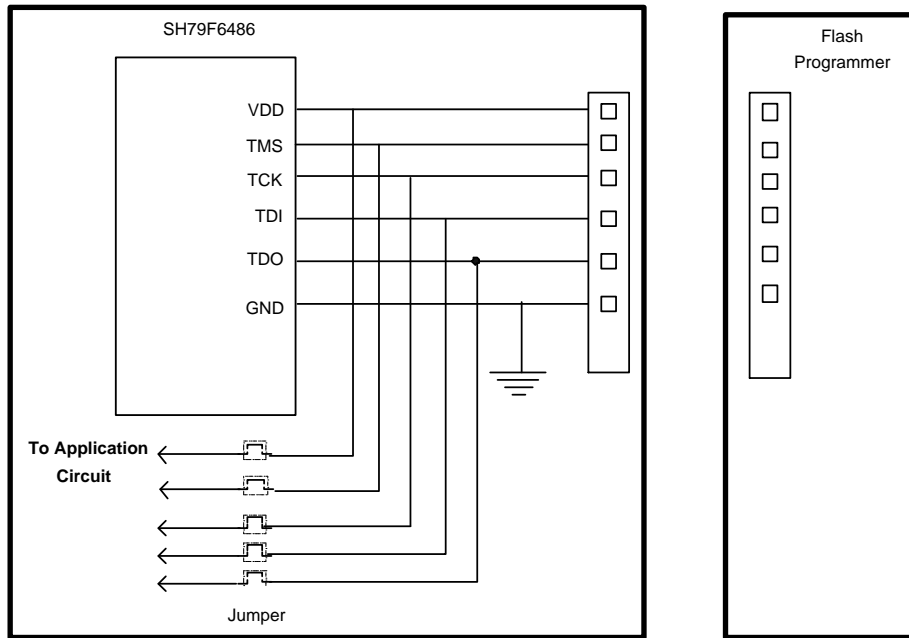 SH79F6486
Flash
Programmer
VDD
TMS
TCK
TDI
TDO
GND
To Application
Circuit
Jumper